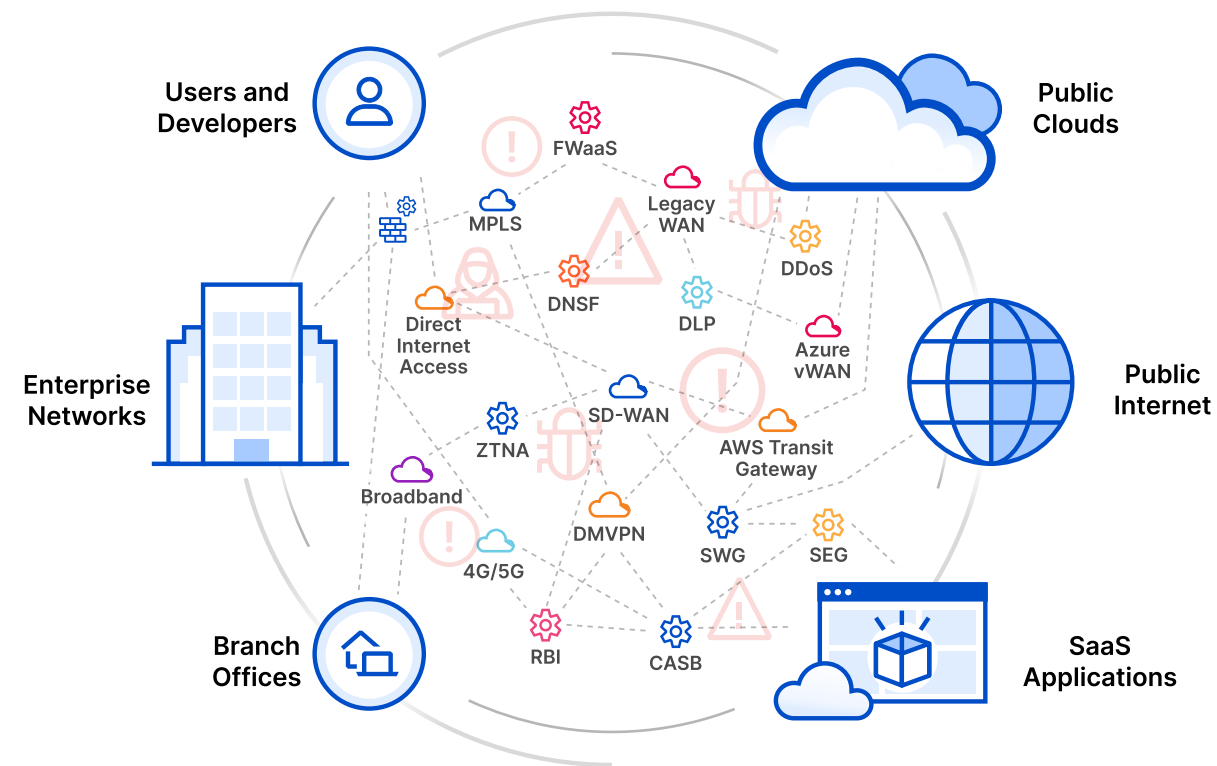 Users and
Developers
Public
Clouds
FWaaS
MPLS
Legacy
WAN
DDoS
DNSF
DLP
Direct
Internet
Access
Azure
vWAN
Enterprise
Networks
Public
Internet
SD-WAN
ZTNA
AWS Transit
Gateway
Broadband
DMVPN
SWG
SEG
4G/5G
RBI
CASB
Branch
Offices
SaaS
Applications